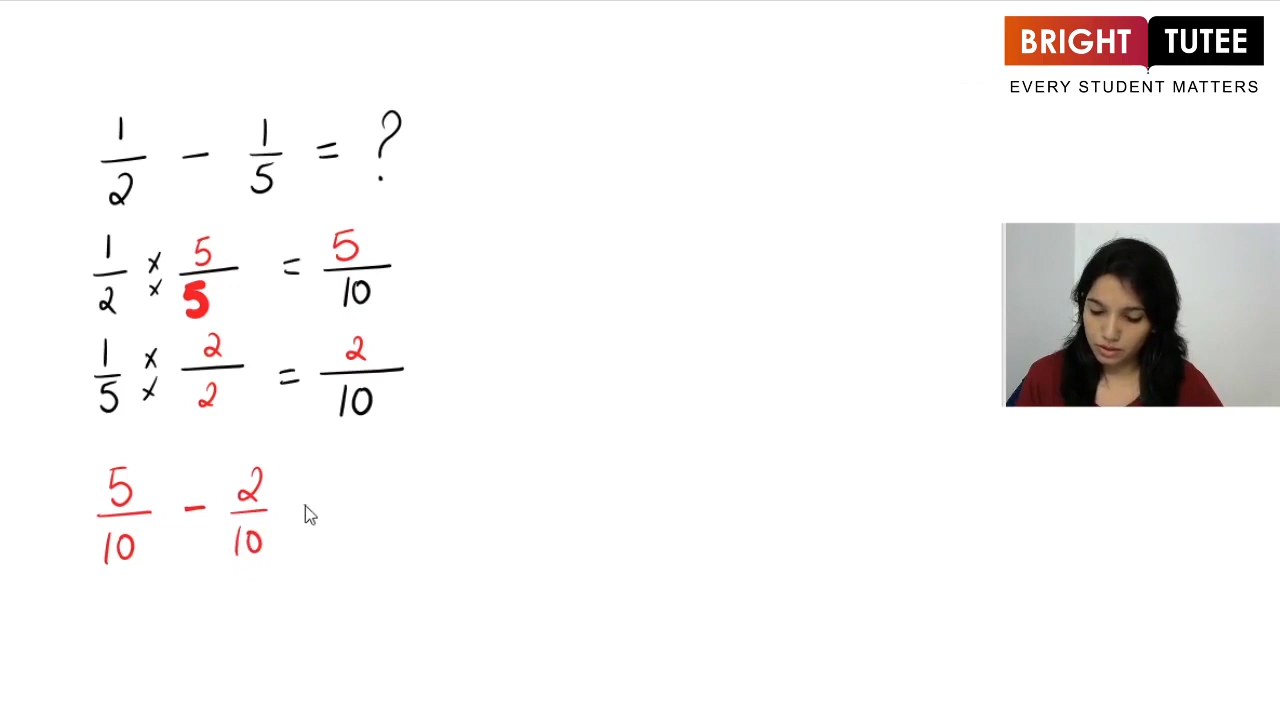 BRIGHT TUTEE
EVERY STUDENT MATTERS
1/2 - 1/5 = ?
1/2 × × 5/5 = 5/10
1/5 × × 2/2 = 2/10
5/10 - 2/10